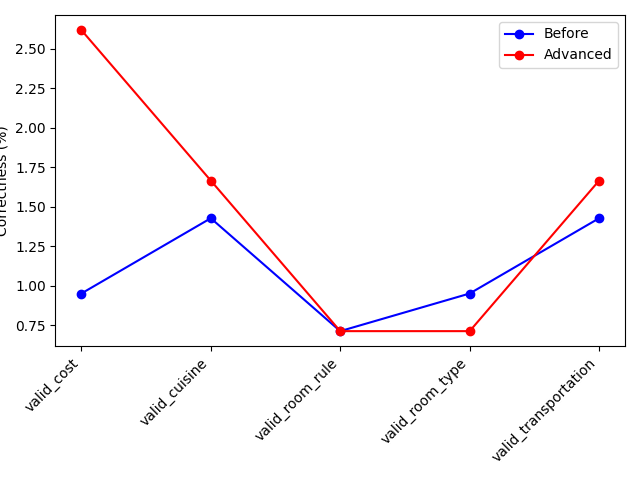 Before
Advanced
2.50
2.25
2.00
1.75
1.50
1.25
1.00
0.75
Correctness (%)
valid_cost
valid_cuisine
valid_room_rule
valid_room_type
valid_transportation